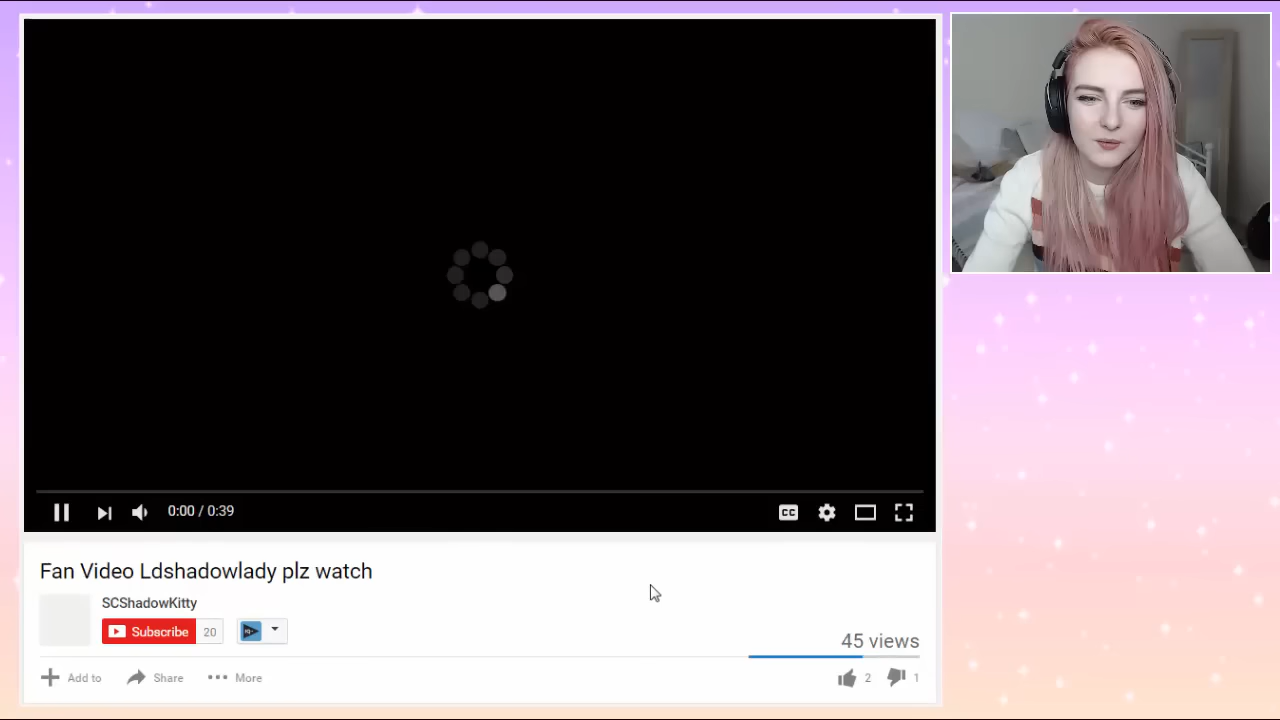 0:00 / 0:39
CC
Fan Video Ldshadowlady plz watch
SCShadowKitty
Subscribe 20
45 views
Add to Share More
2 1